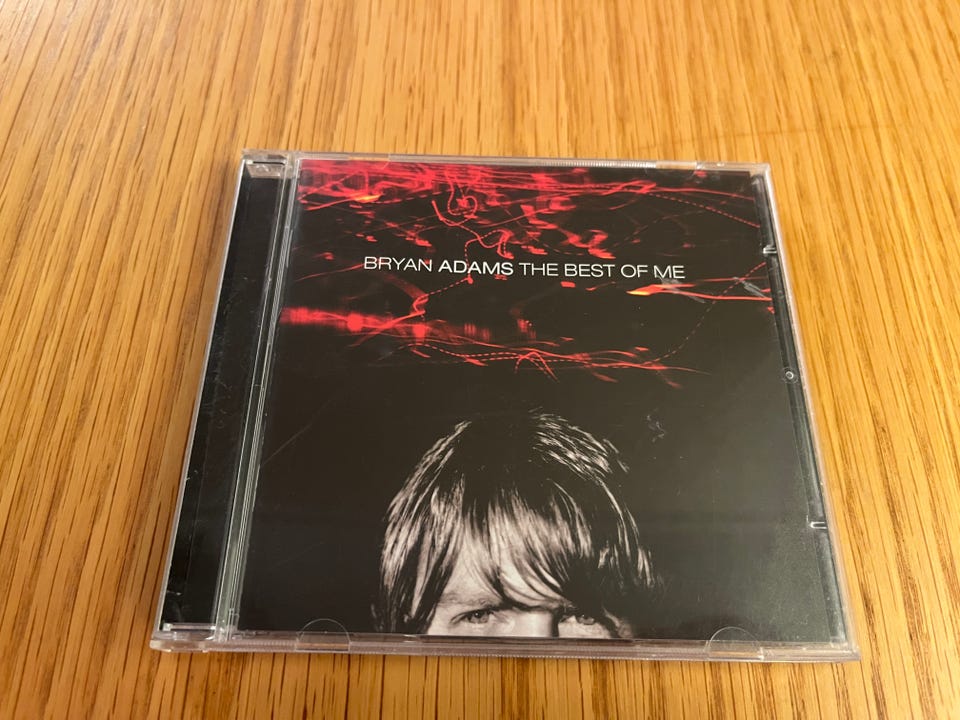 BRYAN ADAMS THE BEST OF ME